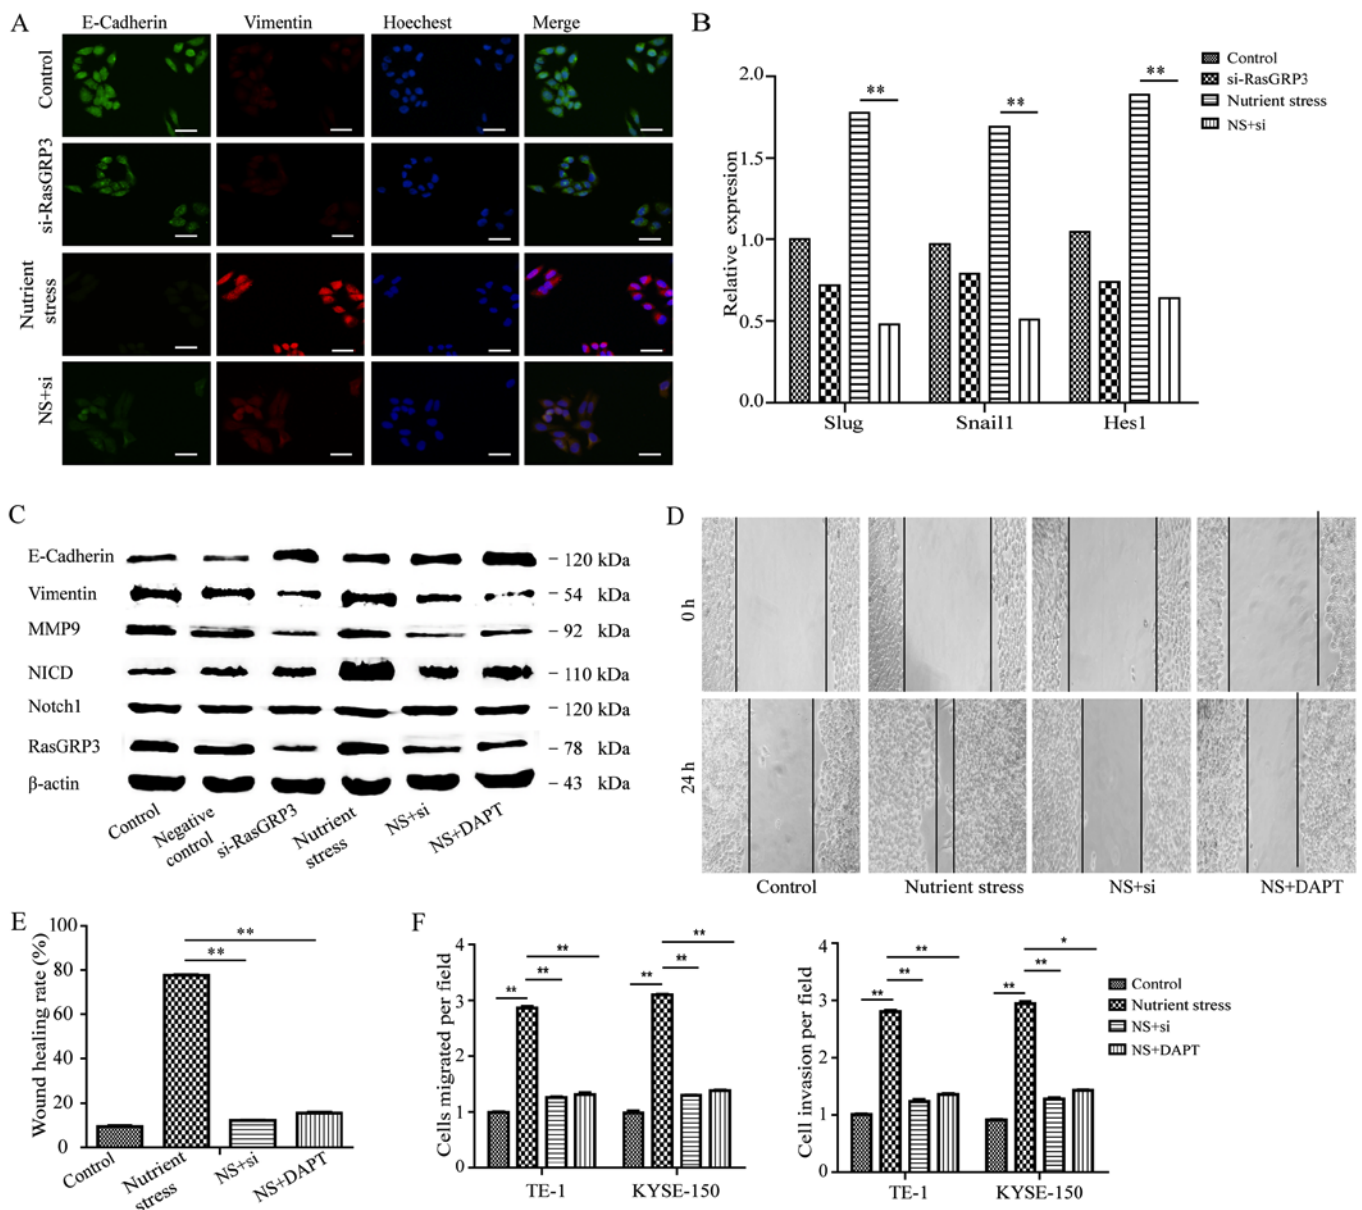 A
E-Cadherin Vimentin Hoechest Merge
Control
si-RasGRP3
Nutrient
stress
NS+si
B
Control
si-RasGRP3
Nutrient stress
NS+si
Relative expresion
2.0
1.5
1.0
0.5
0.0
** ** **
Slug Snail1 Hes1
C
E-Cadherin – 120 kDa
Vimentin – 54 kDa
MMP9 – 92 kDa
NICD – 110 kDa
Notch1 – 120 kDa
RasGRP3 – 78 kDa
β-actin – 43 kDa
Control
Negative
control
si-RasGRP3
Nutrient
stress
NS+si
NS+DAPT
D
0 h
24 h
Control Nutrient stress NS+si NS+DAPT
E
Wound healing rate (%)
100
80
60
40
20
0
**
**
Control
Nutrient
stress
NS+si
NS+DAPT
F
Cells migrated per field
4
3
2
1
0
** ** **
** ** **
TE-1 KYSE-150
Cell invasion per field
4
3
2
1
0
** ** **
** ** *
TE-1 KYSE-150
Control
Nutrient stress
NS+si
NS+DAPT